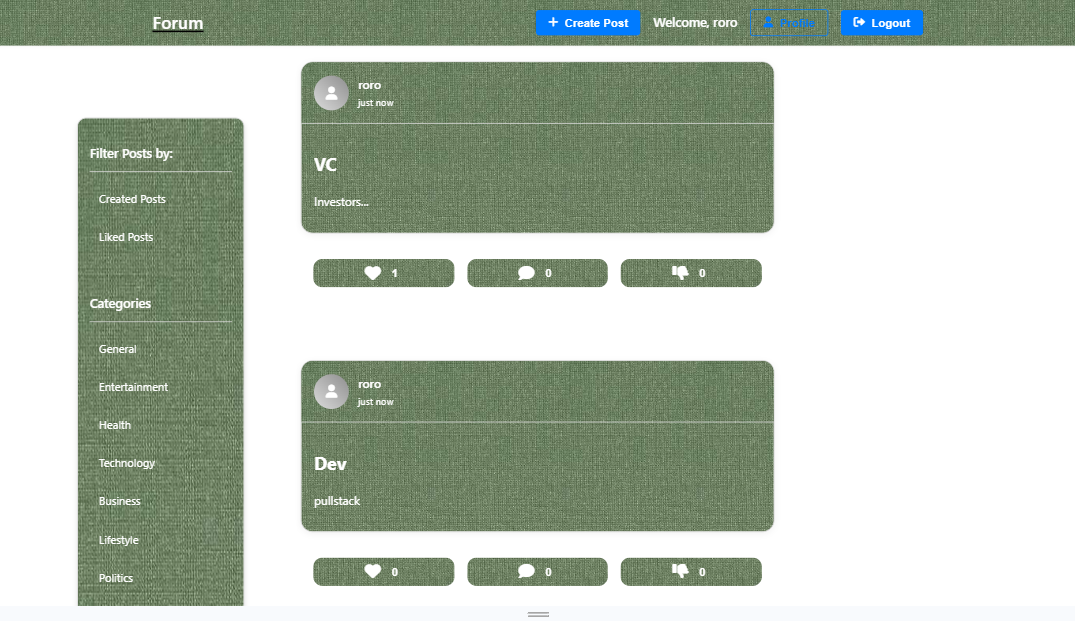 Forum
Create Post
Welcome, roro
Profile
Logout
Filter Posts by:
Created Posts
Liked Posts
Categories
General
Entertainment
Health
Technology
Business
Lifestyle
Politics
roro
just now
VC
Investors...
1
0
0
roro
just now
Dev
pullstack
0
0
0